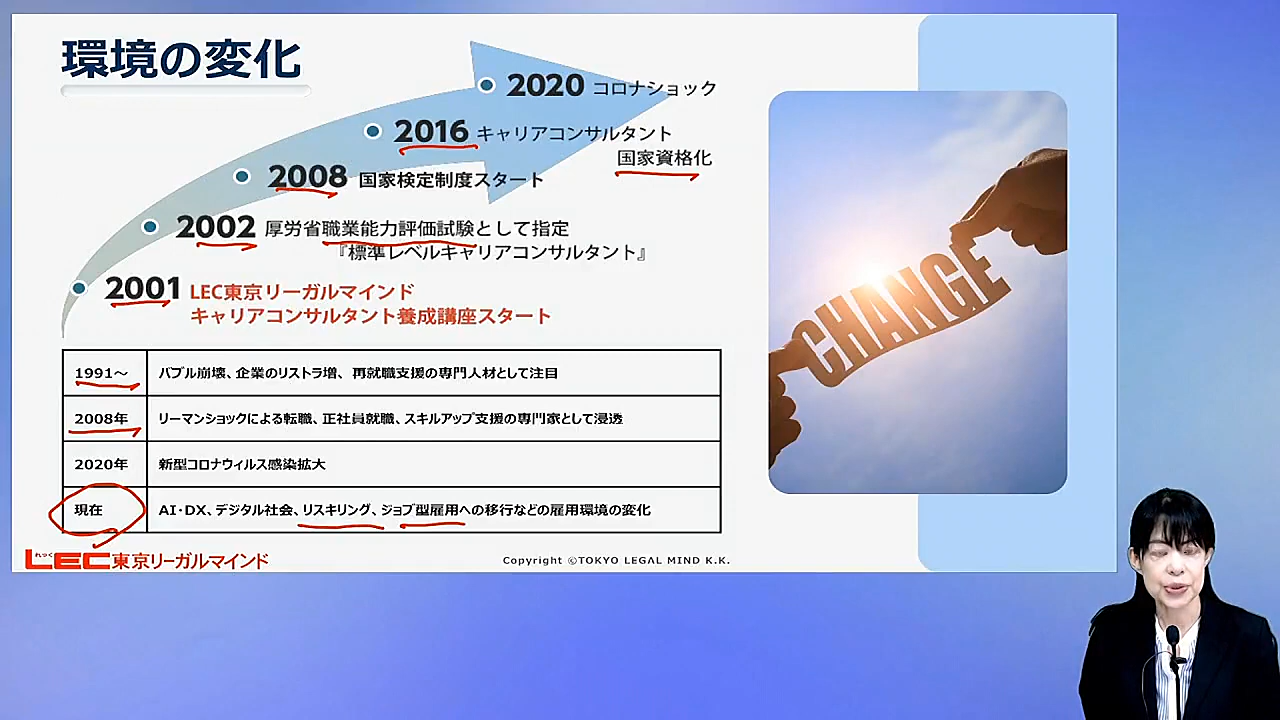 環境の変化
2020 コロナショック
2016 キャリアコンサルタント
国家資格化
2008 国家検定制度スタート
2002 厚労省職業能力評価試験として指定
『標準レベルキャリアコンサルタント』
2001 LEC東京リーガルマインド
キャリアコンサルタント養成講座スタート
CHANGE
1991～ バブル崩壊、企業のリストラ増、再就職支援の専門人材として注目
2008年 リーマンショックによる転職、正社員就職、スキルアップ支援の専門家として浸透
2020年 新型コロナウィルス感染拡大
現在 AI・DX、デジタル社会、リスキリング、ジョブ型雇用への移行などの雇用環境の変化
れっく
LEC東京リーガルマインド
Copyright ©TOKYO LEGAL MIND K.K.